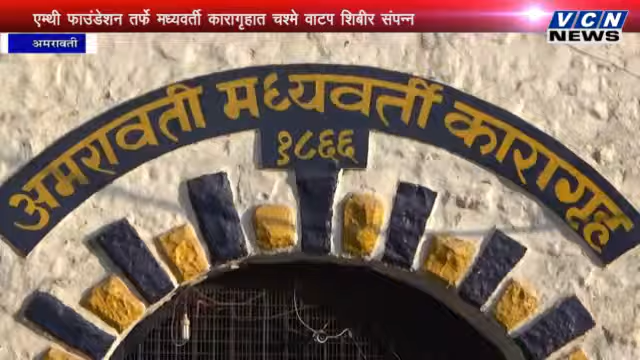 एम्थी फाउंडेशन तर्फे मध्यवर्ती कारागृहात चश्मे वाटप शिबीर संपन्न
VCN
NEWS
अमरावती
अमरावती मध्यवर्ती कारागृह
१८६६